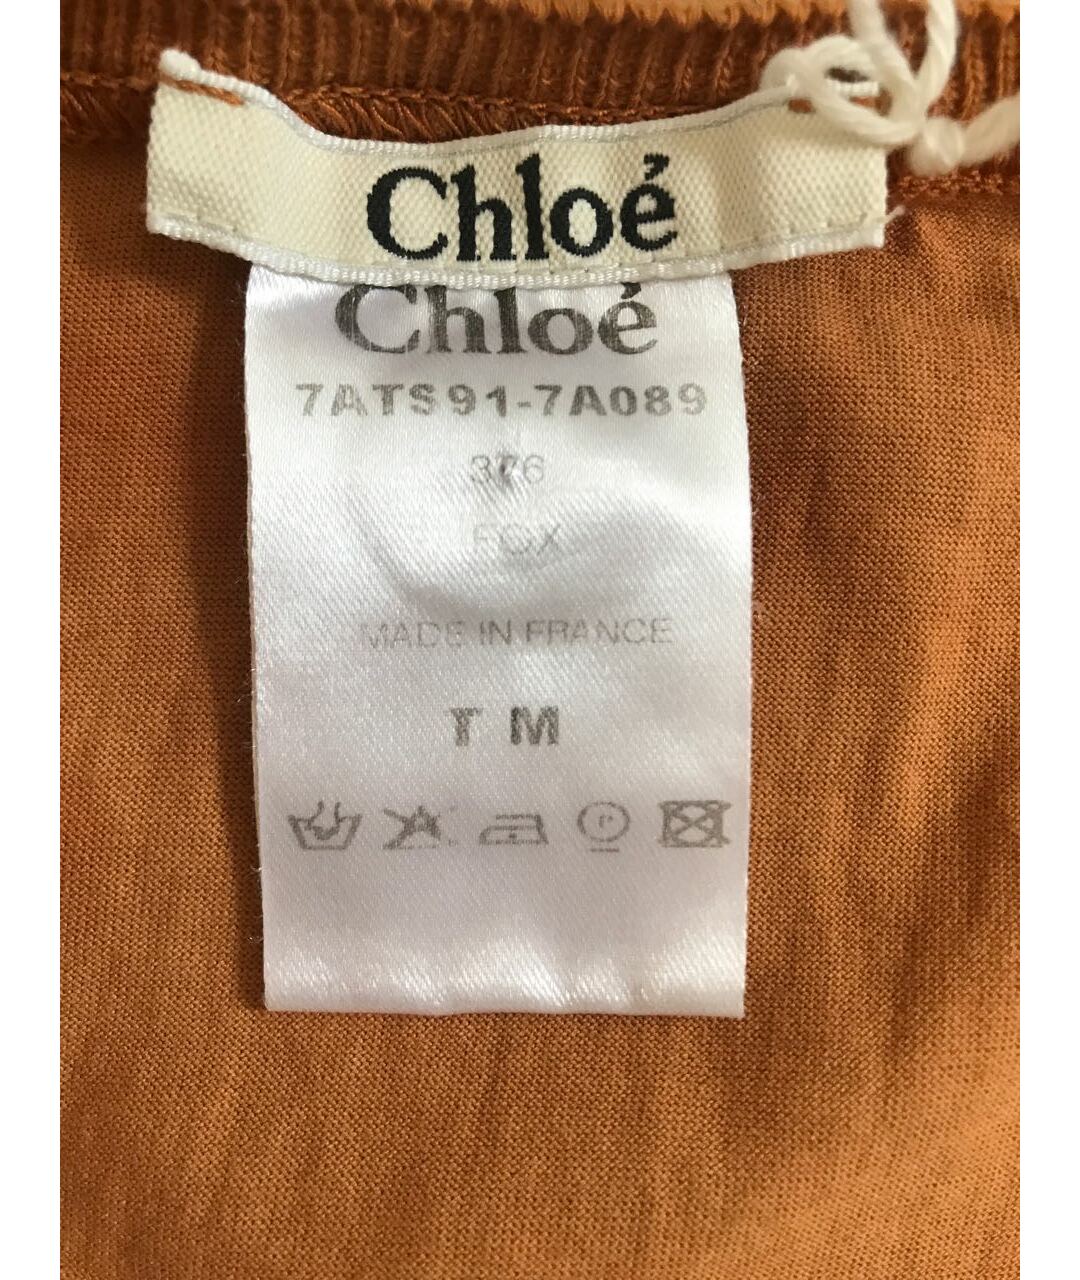 Chloé
Chloé
7ATS91-7A089
376
FOX
MADE IN FRANCE
T M
P